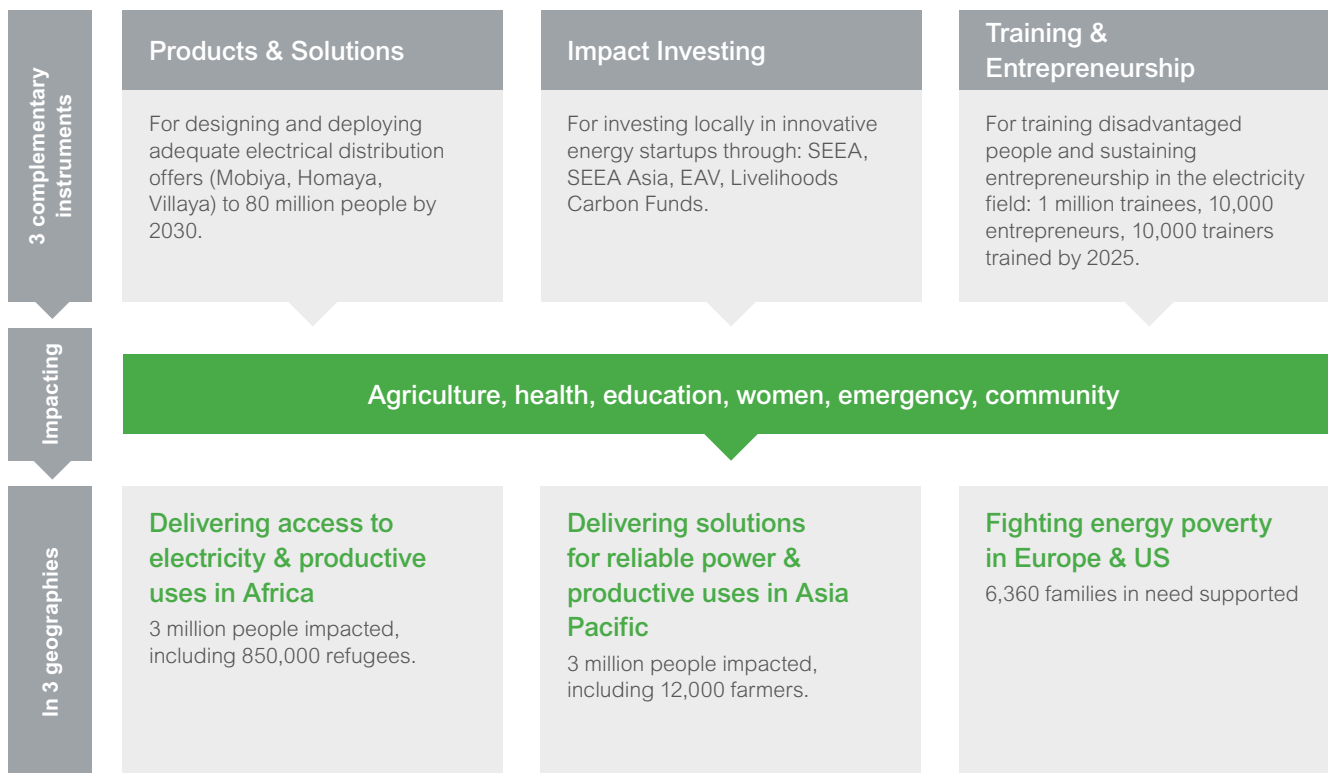 3 complementary
instruments
Products & Solutions
For designing and deploying
adequate electrical distribution
offers (Mobiya, Homaya,
Villaya) to 80 million people by
2030.
Impact Investing
For investing locally in innovative
energy startups through: SEEA,
SEEA Asia, EAV, Livelihoods
Carbon Funds.
Training &
Entrepreneurship
For training disadvantaged
people and sustaining
entrepreneurship in the electricity
field: 1 million trainees, 10,000
entrepreneurs, 10,000 trainers
trained by 2025.
Impacting
Agriculture, health, education, women, emergency, community
In 3 geographies
Delivering access to
electricity & productive
uses in Africa
3 million people impacted,
including 850,000 refugees.
Delivering solutions
for reliable power &
productive uses in Asia
Pacific
3 million people impacted,
including 12,000 farmers.
Fighting energy poverty
in Europe & US
6,360 families in need supported